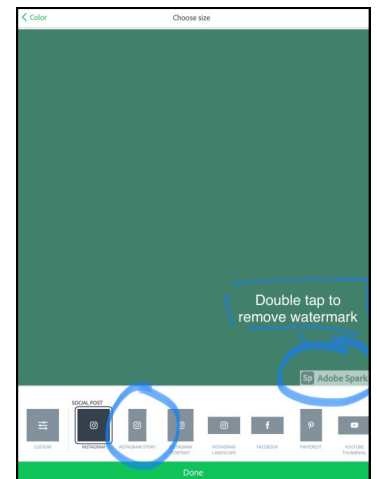 Color
Choose size
Double tap to
remove watermark
Sp Adobe Spark
SOCIAL POST
CUSTOM
INSTAGRAM
INSTAGRAM STORY
INSTAGRAM
PORTRAIT
INSTAGRAM
LANDSCAPE
FACEBOOK
PINTEREST
YOUTUBE
THUMBNAIL
Done